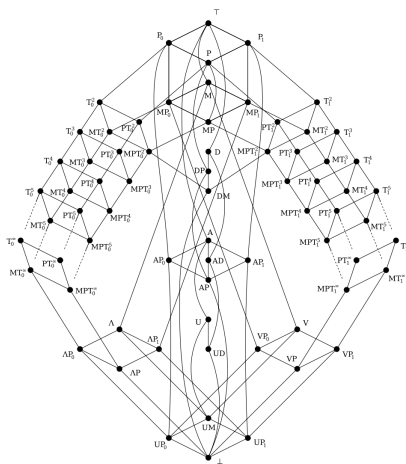 ⊤
P₀ P₁
P
M
T₀² MP₀ MP₁ T₁²
T₀³ MT₀² PT₀² MP PT₁² MT₁² T₁³
T₀⁴ MT₀³ PT₀³ MPT₀² D MPT₁² PT₁³ MT₁³ T₁⁴
DP
T₀⁵ MT₀⁴ PT₀⁴ MPT₀³ DM MPT₁³ PT₁⁴ MT₁⁴ T₁⁵
MT₀⁵ PT₀⁵ MPT₀⁴ MPT₁⁴ PT₁⁵ MT₁⁵
T₀^∞ MPT₀⁵ A MPT₁⁵ T
MT₀^∞ PT₀^∞ AP₀ AD AP₁ PT₁^∞ MT₁^∞
MPT₀^∞ AP MPT₁^∞
Λ U V
ΛP₀ ΛP₁ UD VP₀ VP₁
ΛP VP
UM
UP₀ UP₁
⊥